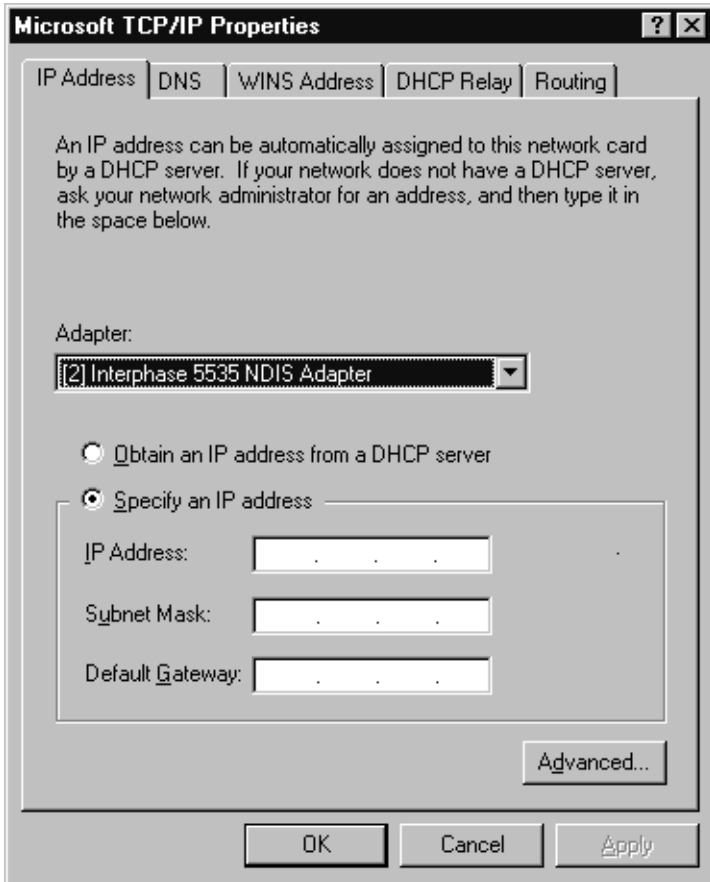 Microsoft TCP/IP Properties
IP Address DNS WINS Address DHCP Relay Routing
An IP address can be automatically assigned to this network card
by a DHCP server. If your network does not have a DHCP server,
ask your network administrator for an address, and then type it in
the space below.
Adapter:
[2] Interphase 5535 NDIS Adapter
Obtain an IP address from a DHCP server
Specify an IP address
IP Address: . . .
Subnet Mask: . . .
Default Gateway: . . .
Advanced...
OK Cancel Apply